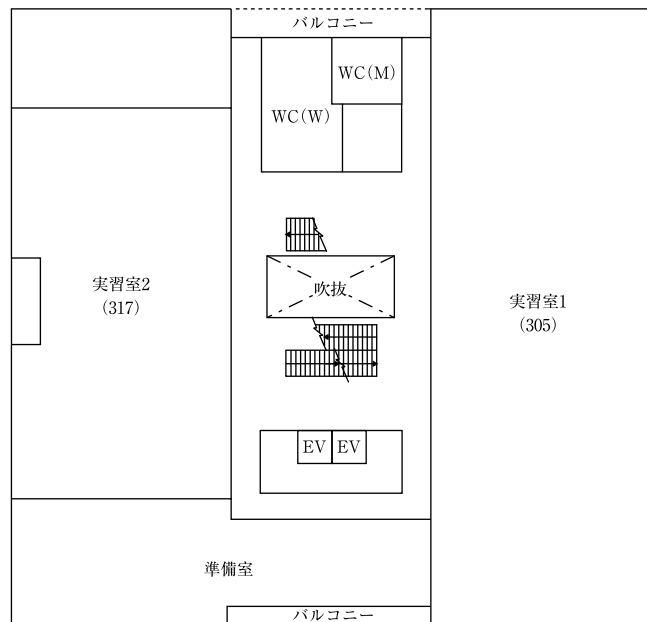 バルコニー
WC(M)
WC(W)
実習室2
(317)
吹抜
実習室1
(305)
EV
EV
準備室
バルコニー